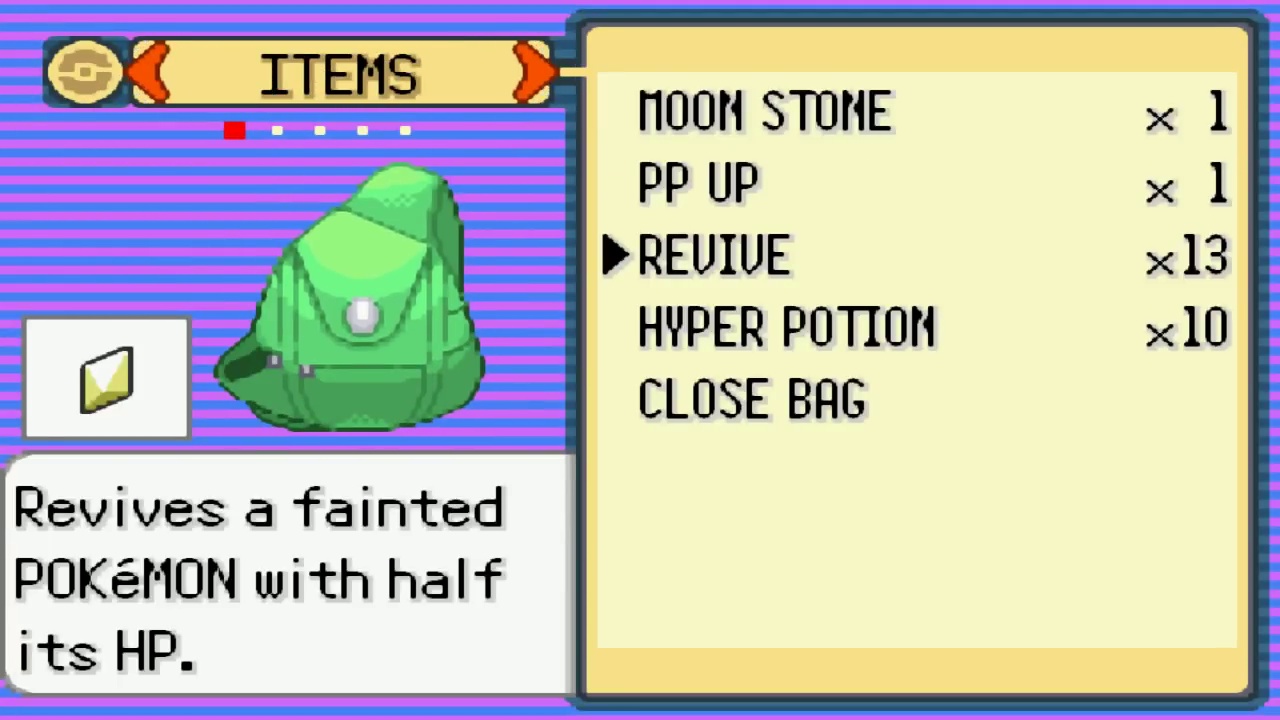 ITEMS
MOON STONE × 1
PP UP × 1
REVIVE ×13
HYPER POTION ×10
CLOSE BAG
Revives a fainted
POKéMON with half
its HP.